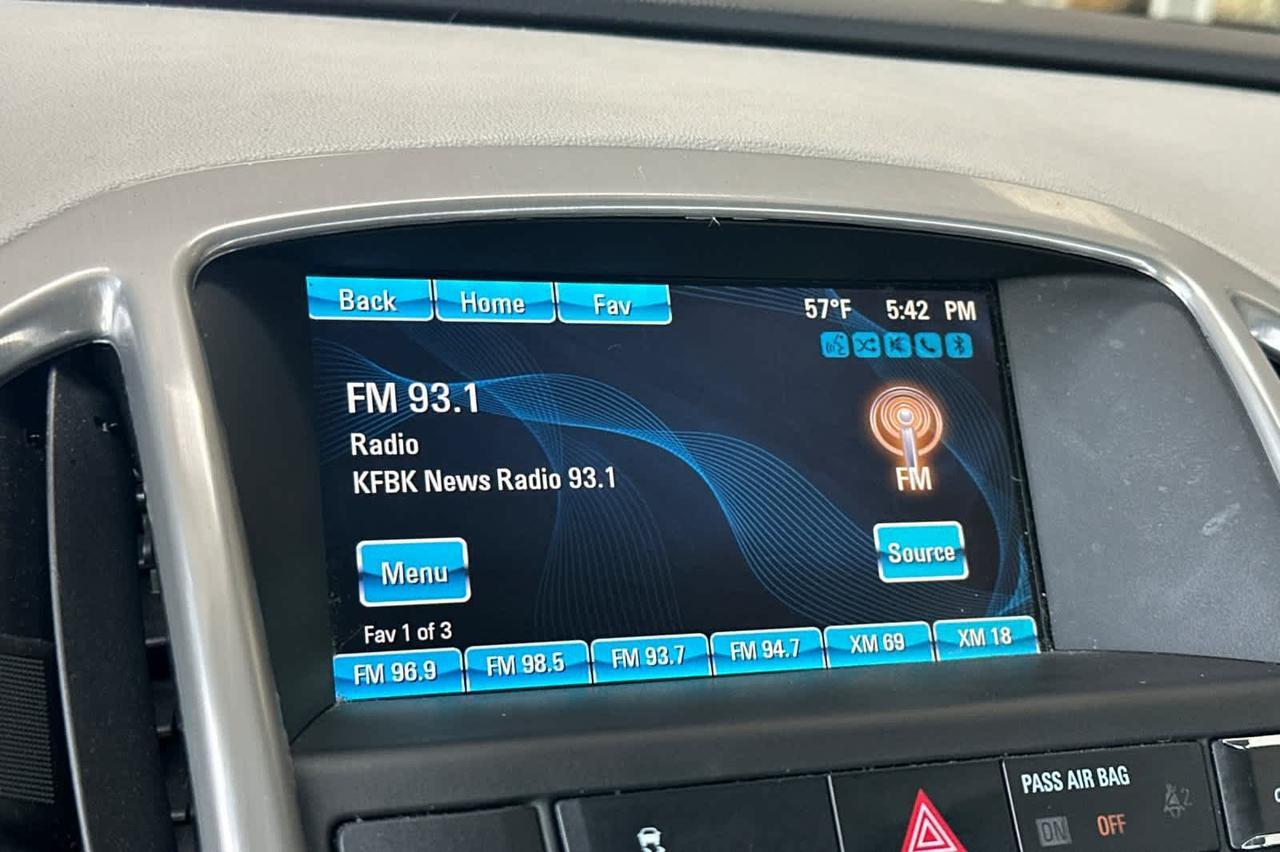 Back Home Fav 57°F 5:42 PM
FM 93.1
Radio
KFBK News Radio 93.1
FM
Menu
Source
Fav 1 of 3
FM 96.9 FM 98.5 FM 93.7 FM 94.7 XM 69 XM 18
PASS AIR BAG
ON OFF 2